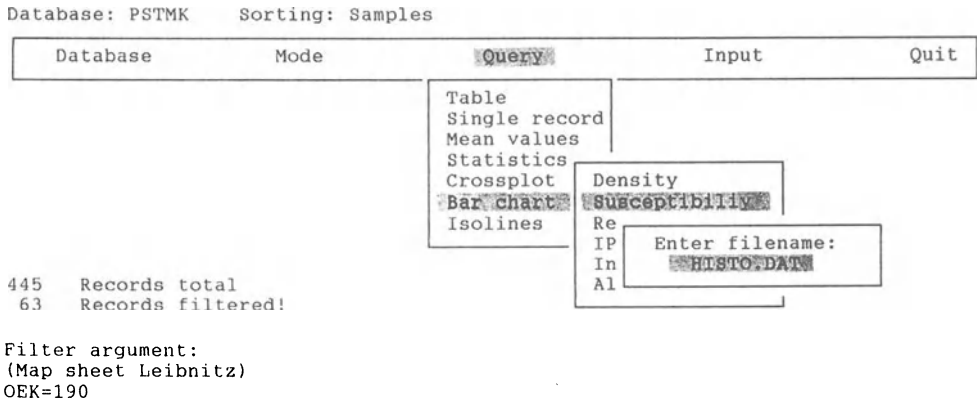 Database: PSTMK Sorting: Samples
Database Mode Query Input Quit
Table
Single record
Mean values
Statistics
Crossplot
Bar chart
Isolines
Density
Susceptibiliy
Re
IP
In
Al
Enter filename:
HISTO.DAT
445 Records total
63 Records filtered!
Filter argument:
(Map sheet Leibnitz)
OEK=190